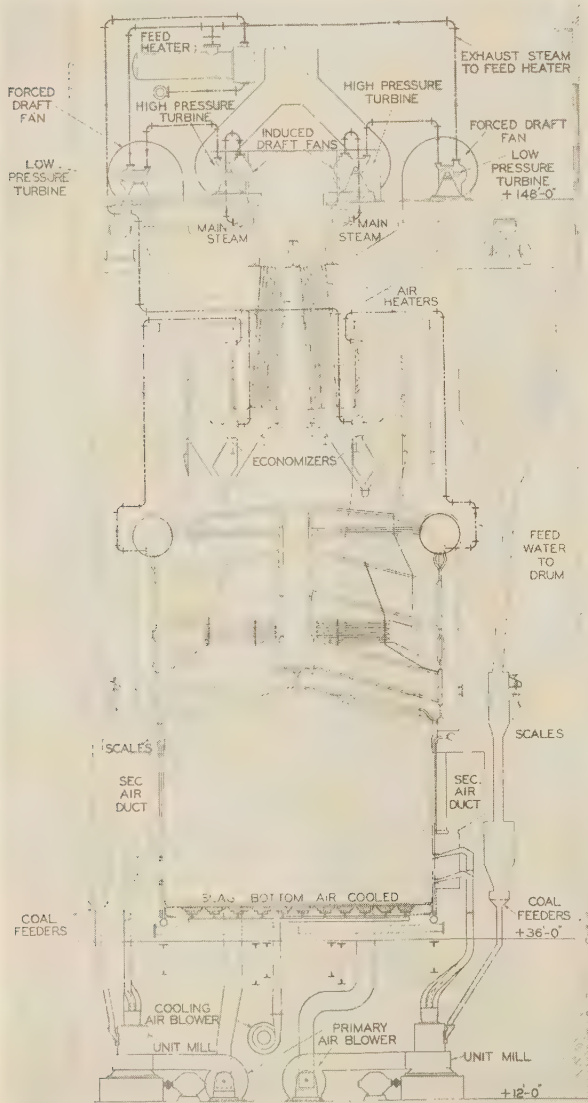 FEED
HEATER
EXHAUST STEAM
TO FEED HEATER
FORCED
DRAFT
FAN
HIGH PRESSURE
TURBINE
HIGH PRESSURE
TURBINE
INDUCED
DRAFT FANS
FORCED DRAFT
FAN
LOW
PRESSURE
TURBINE
LOW
PRESSURE
TURBINE
+148'-0"
MAIN
STEAM
MAIN
STEAM
AIR
HEATERS
ECONOMIZERS
FEED
WATER
TO
DRUM
SCALES
SCALES
SEC.
AIR
DUCT
SEC.
AIR
DUCT
SLAG BOTTOM AIR COOLED
COAL
FEEDERS
COAL
FEEDERS
+36'-0"
COOLING
AIR BLOWER
PRIMARY
AIR BLOWER
UNIT MILL
UNIT MILL
+12'-0"